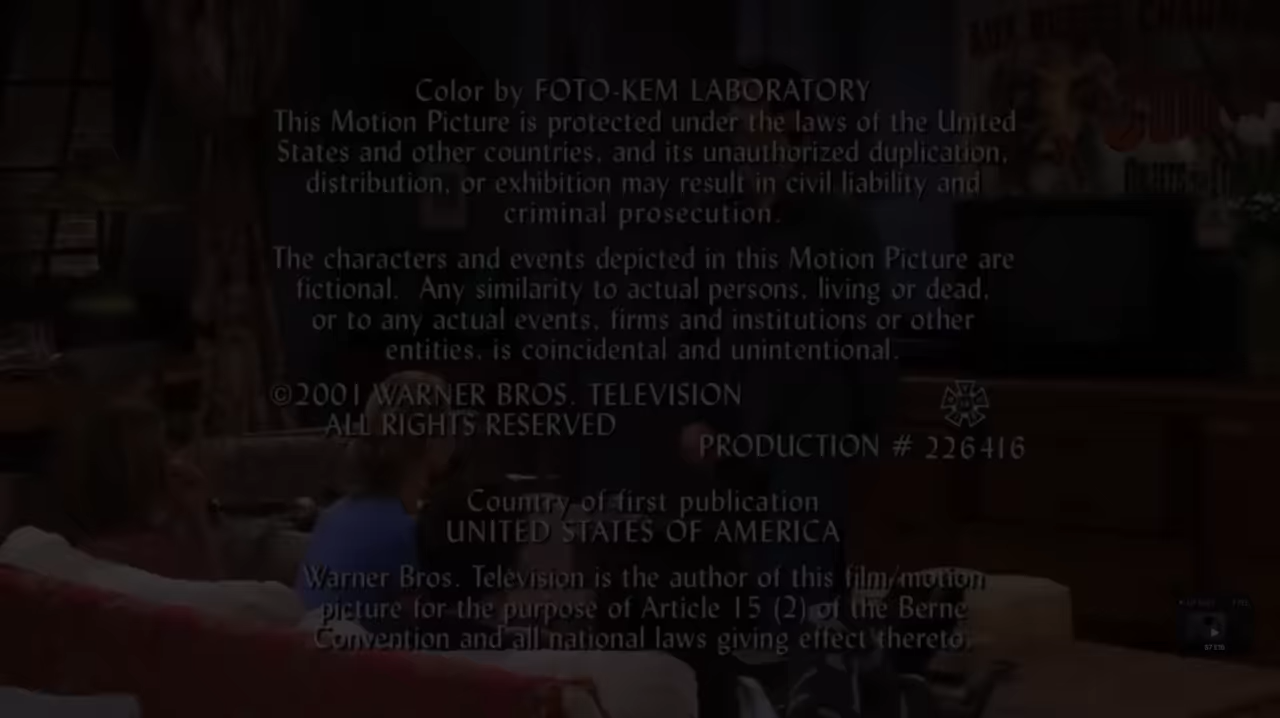 Color by FOTO-KEM LABORATORY
This Motion Picture is protected under the laws of the United
States and other countries, and its unauthorized duplication,
distribution, or exhibition may result in civil liability and
criminal prosecution.
The characters and events depicted in this Motion Picture are
fictional. Any similarity to actual persons, living or dead,
or to any actual events, firms and institutions or other
entities, is coincidental and unintentional.
©2001 WARNER BROS. TELEVISION
ALL RIGHTS RESERVED
PRODUCTION # 226416
Country of first publication
UNITED STATES OF AMERICA
Warner Bros. Television is the author of this film/motion
picture for the purpose of Article 15 (2) of the Berne
Convention and all national laws giving effect thereto.